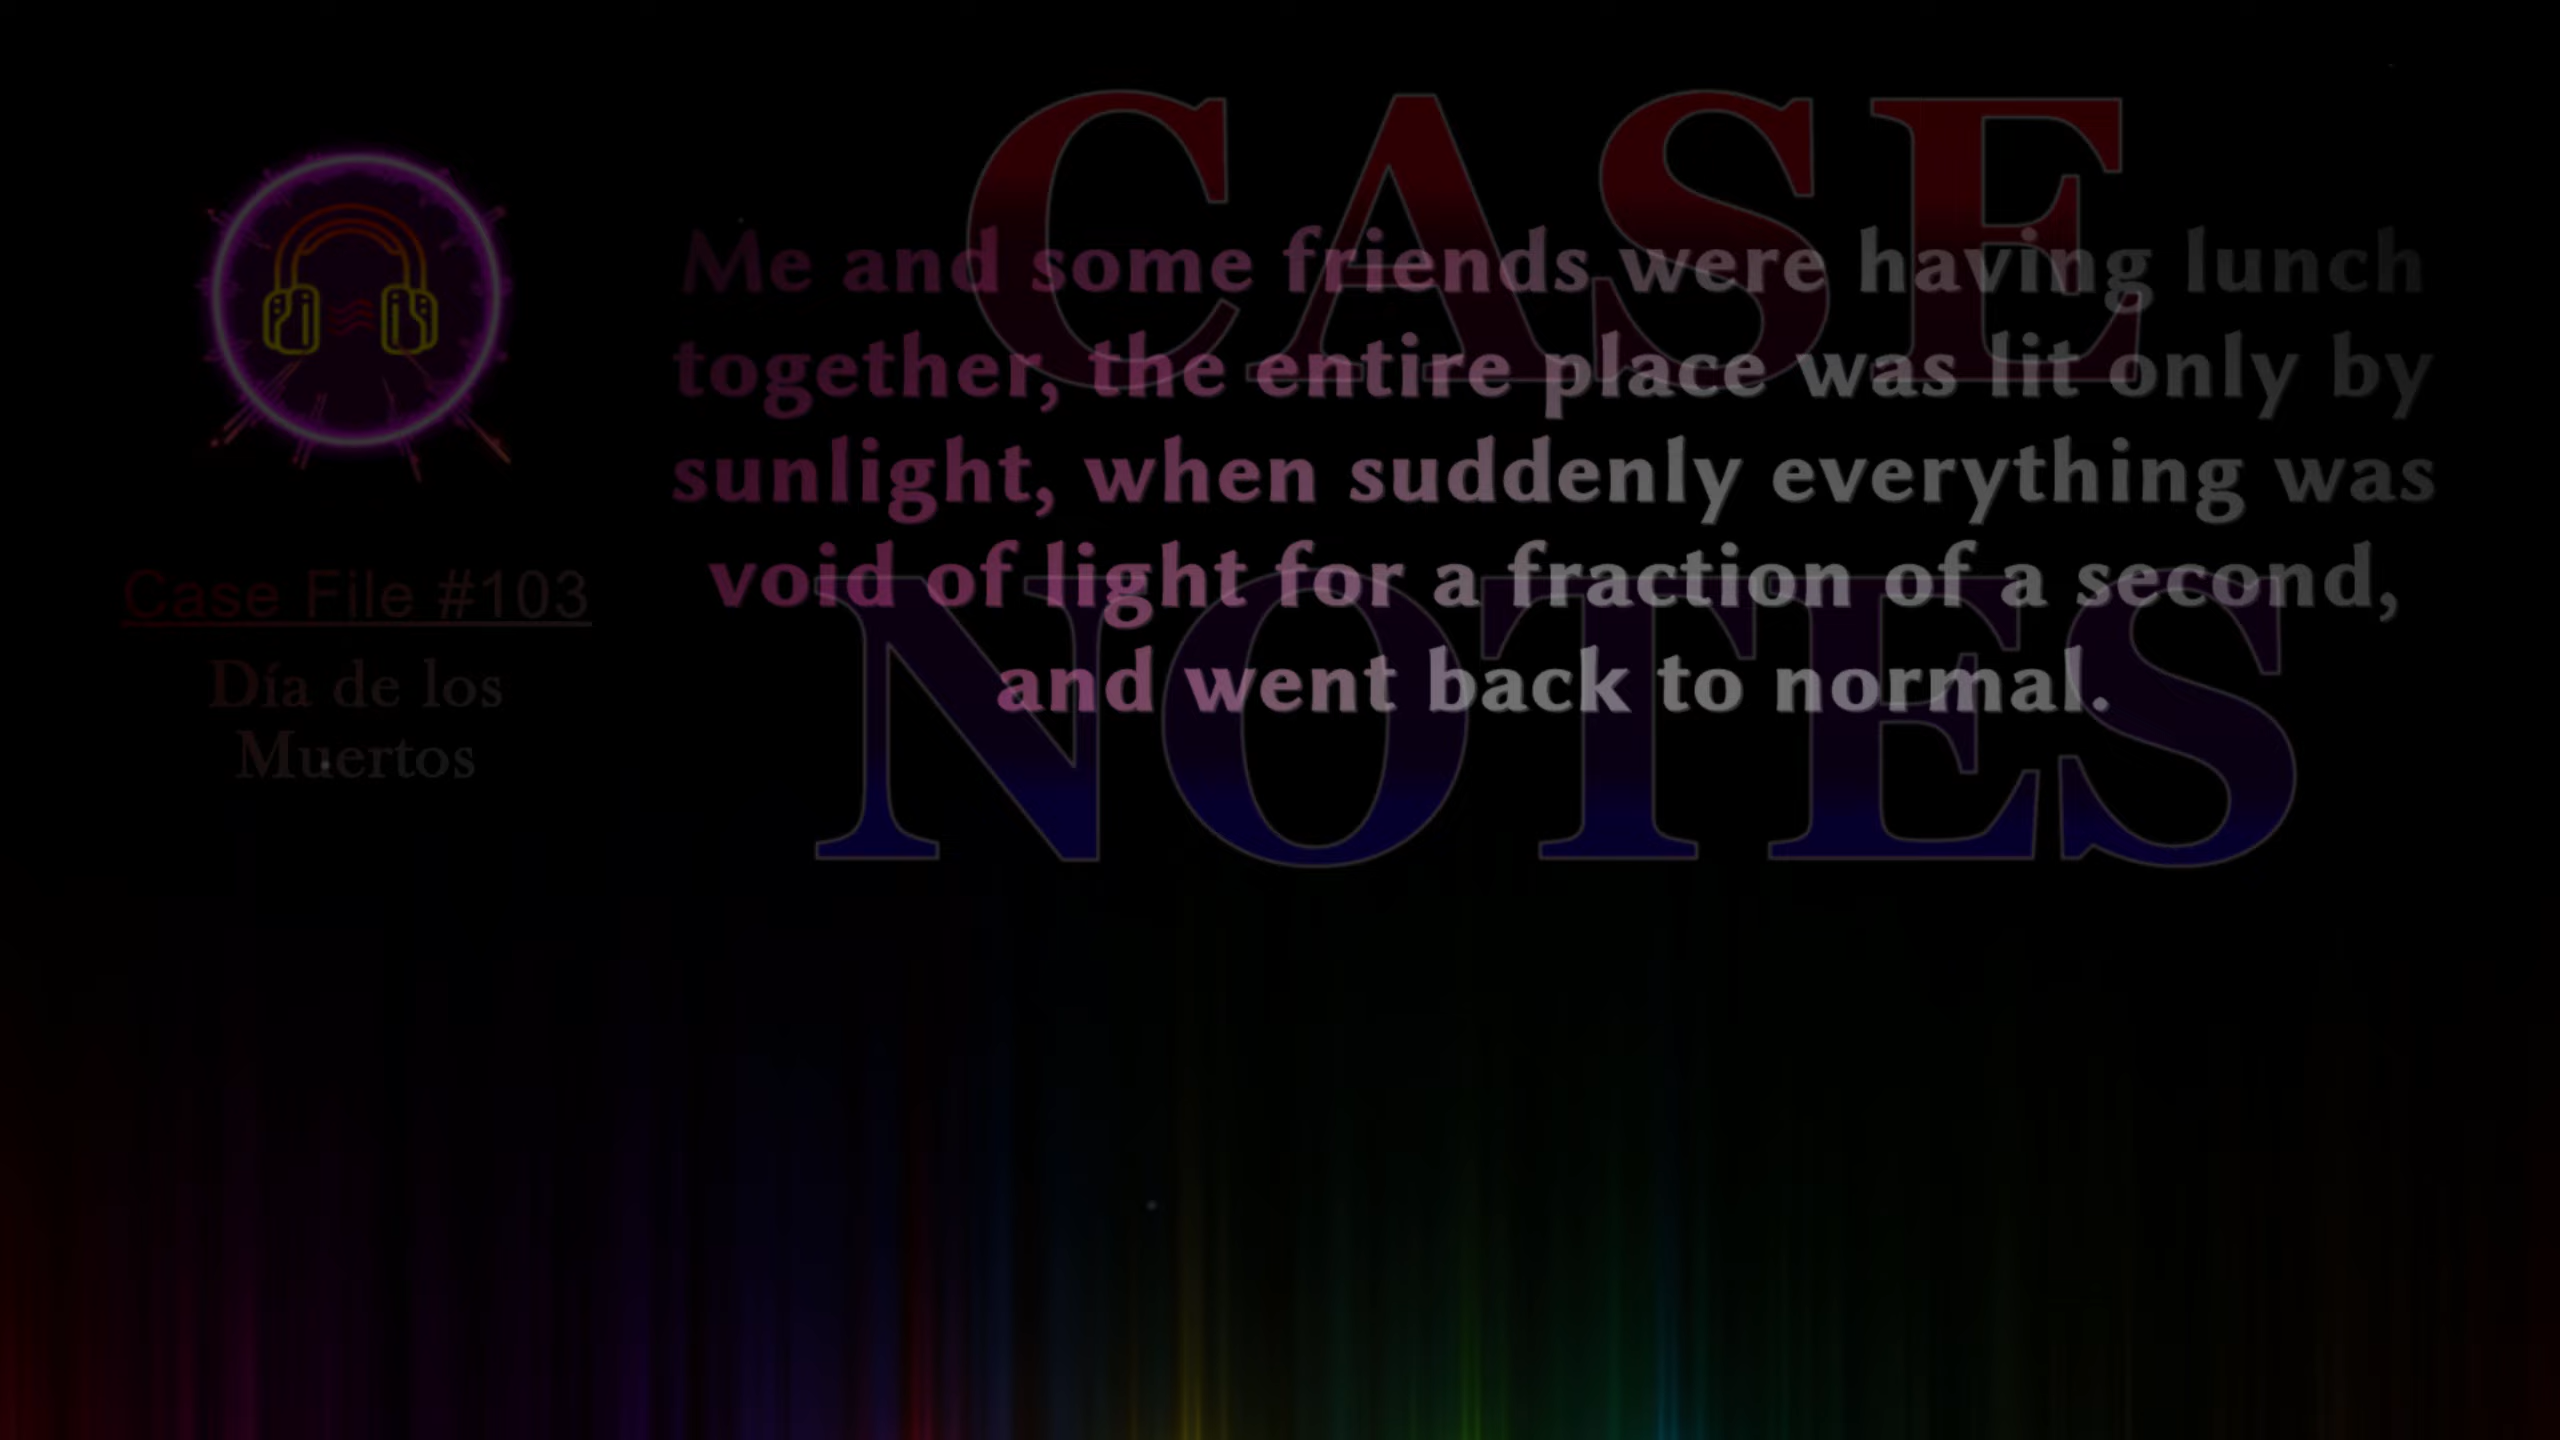 CASE
NOTES
Me and some friends were having lunch
together, the entire place was lit only by
sunlight, when suddenly everything was
void of light for a fraction of a second,
and went back to normal.
Case File #103
Día de los
Muertos